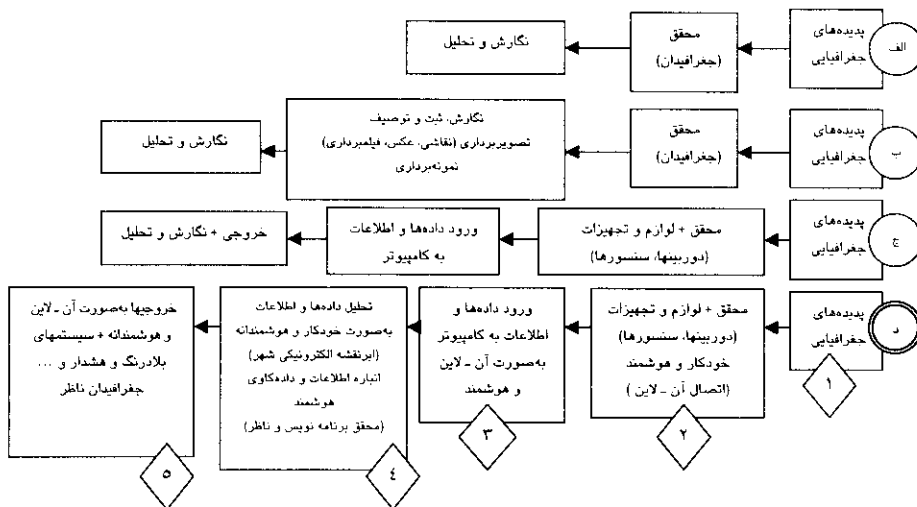 الف
پدیده‌های
جغرافیایی
محقق
(جغرافیدان)
نگارش و تحلیل
ب
پدیده‌های
جغرافیایی
محقق
(جغرافیدان)
نگارش، ثبت و توصیف
تصویربرداری (نقاشی، عکس، فیلمبرداری)
نمونه‌برداری
نگارش و تحلیل
ج
پدیده‌های
جغرافیایی
محقق + لوازم و تجهیزات
(دوربینها، سنسورها)
ورود داده‌ها و اطلاعات
به کامپیوتر
خروجی + نگارش و تحلیل
د
پدیده‌های
جغرافیایی
۱
محقق + لوازم و تجهیزات
(دوربینها، سنسورها)
خودکار و هوشمند
(اتصال آن ـ لاین )
۲
ورود داده‌ها و
اطلاعات به کامپیوتر
به‌صورت آن ـ لاین
و هوشمند
۳
تحلیل داده‌ها و اطلاعات
به‌صورت خودکار و هوشمندانه
(ابرنقشه الکترونیکی شهر)
انباره اطلاعات و داده‌کاوی
هوشمند
(محقق برنامه نویس و ناظر)
٤
خروجیها به‌صورت آن ـ لاین
و هوشمندانه + سیستمهای
بلادرنگ و هشدار و ...
جغرافیدان ناظر
۵